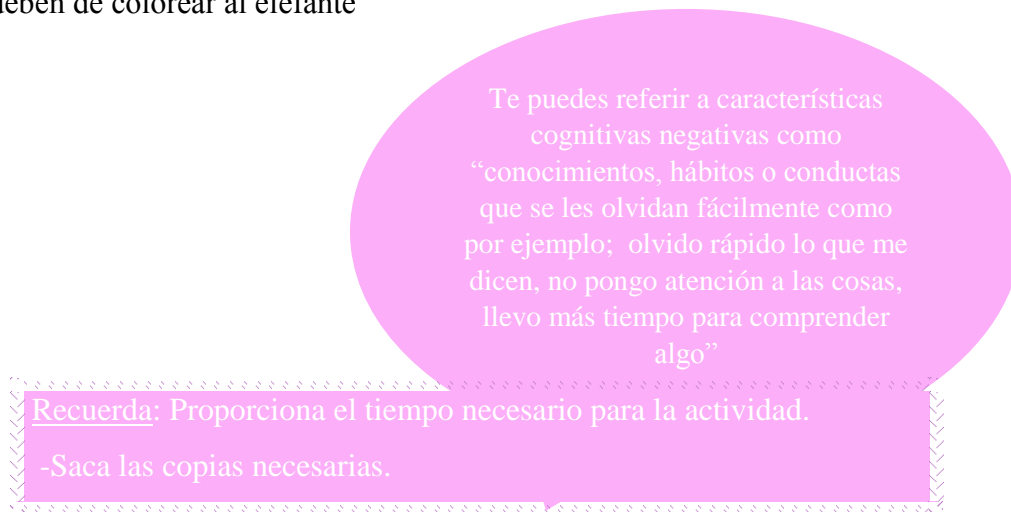 deben de colorear al elefante
Te puedes referir a características
cognitivas negativas como
“conocimientos, hábitos o conductas
que se les olvidan fácilmente como
por ejemplo;  olvido rápido lo que me
dicen, no pongo atención a las cosas,
llevo más tiempo para comprender
algo”
Recuerda: Proporciona el tiempo necesario para la actividad.
-Saca las copias necesarias.